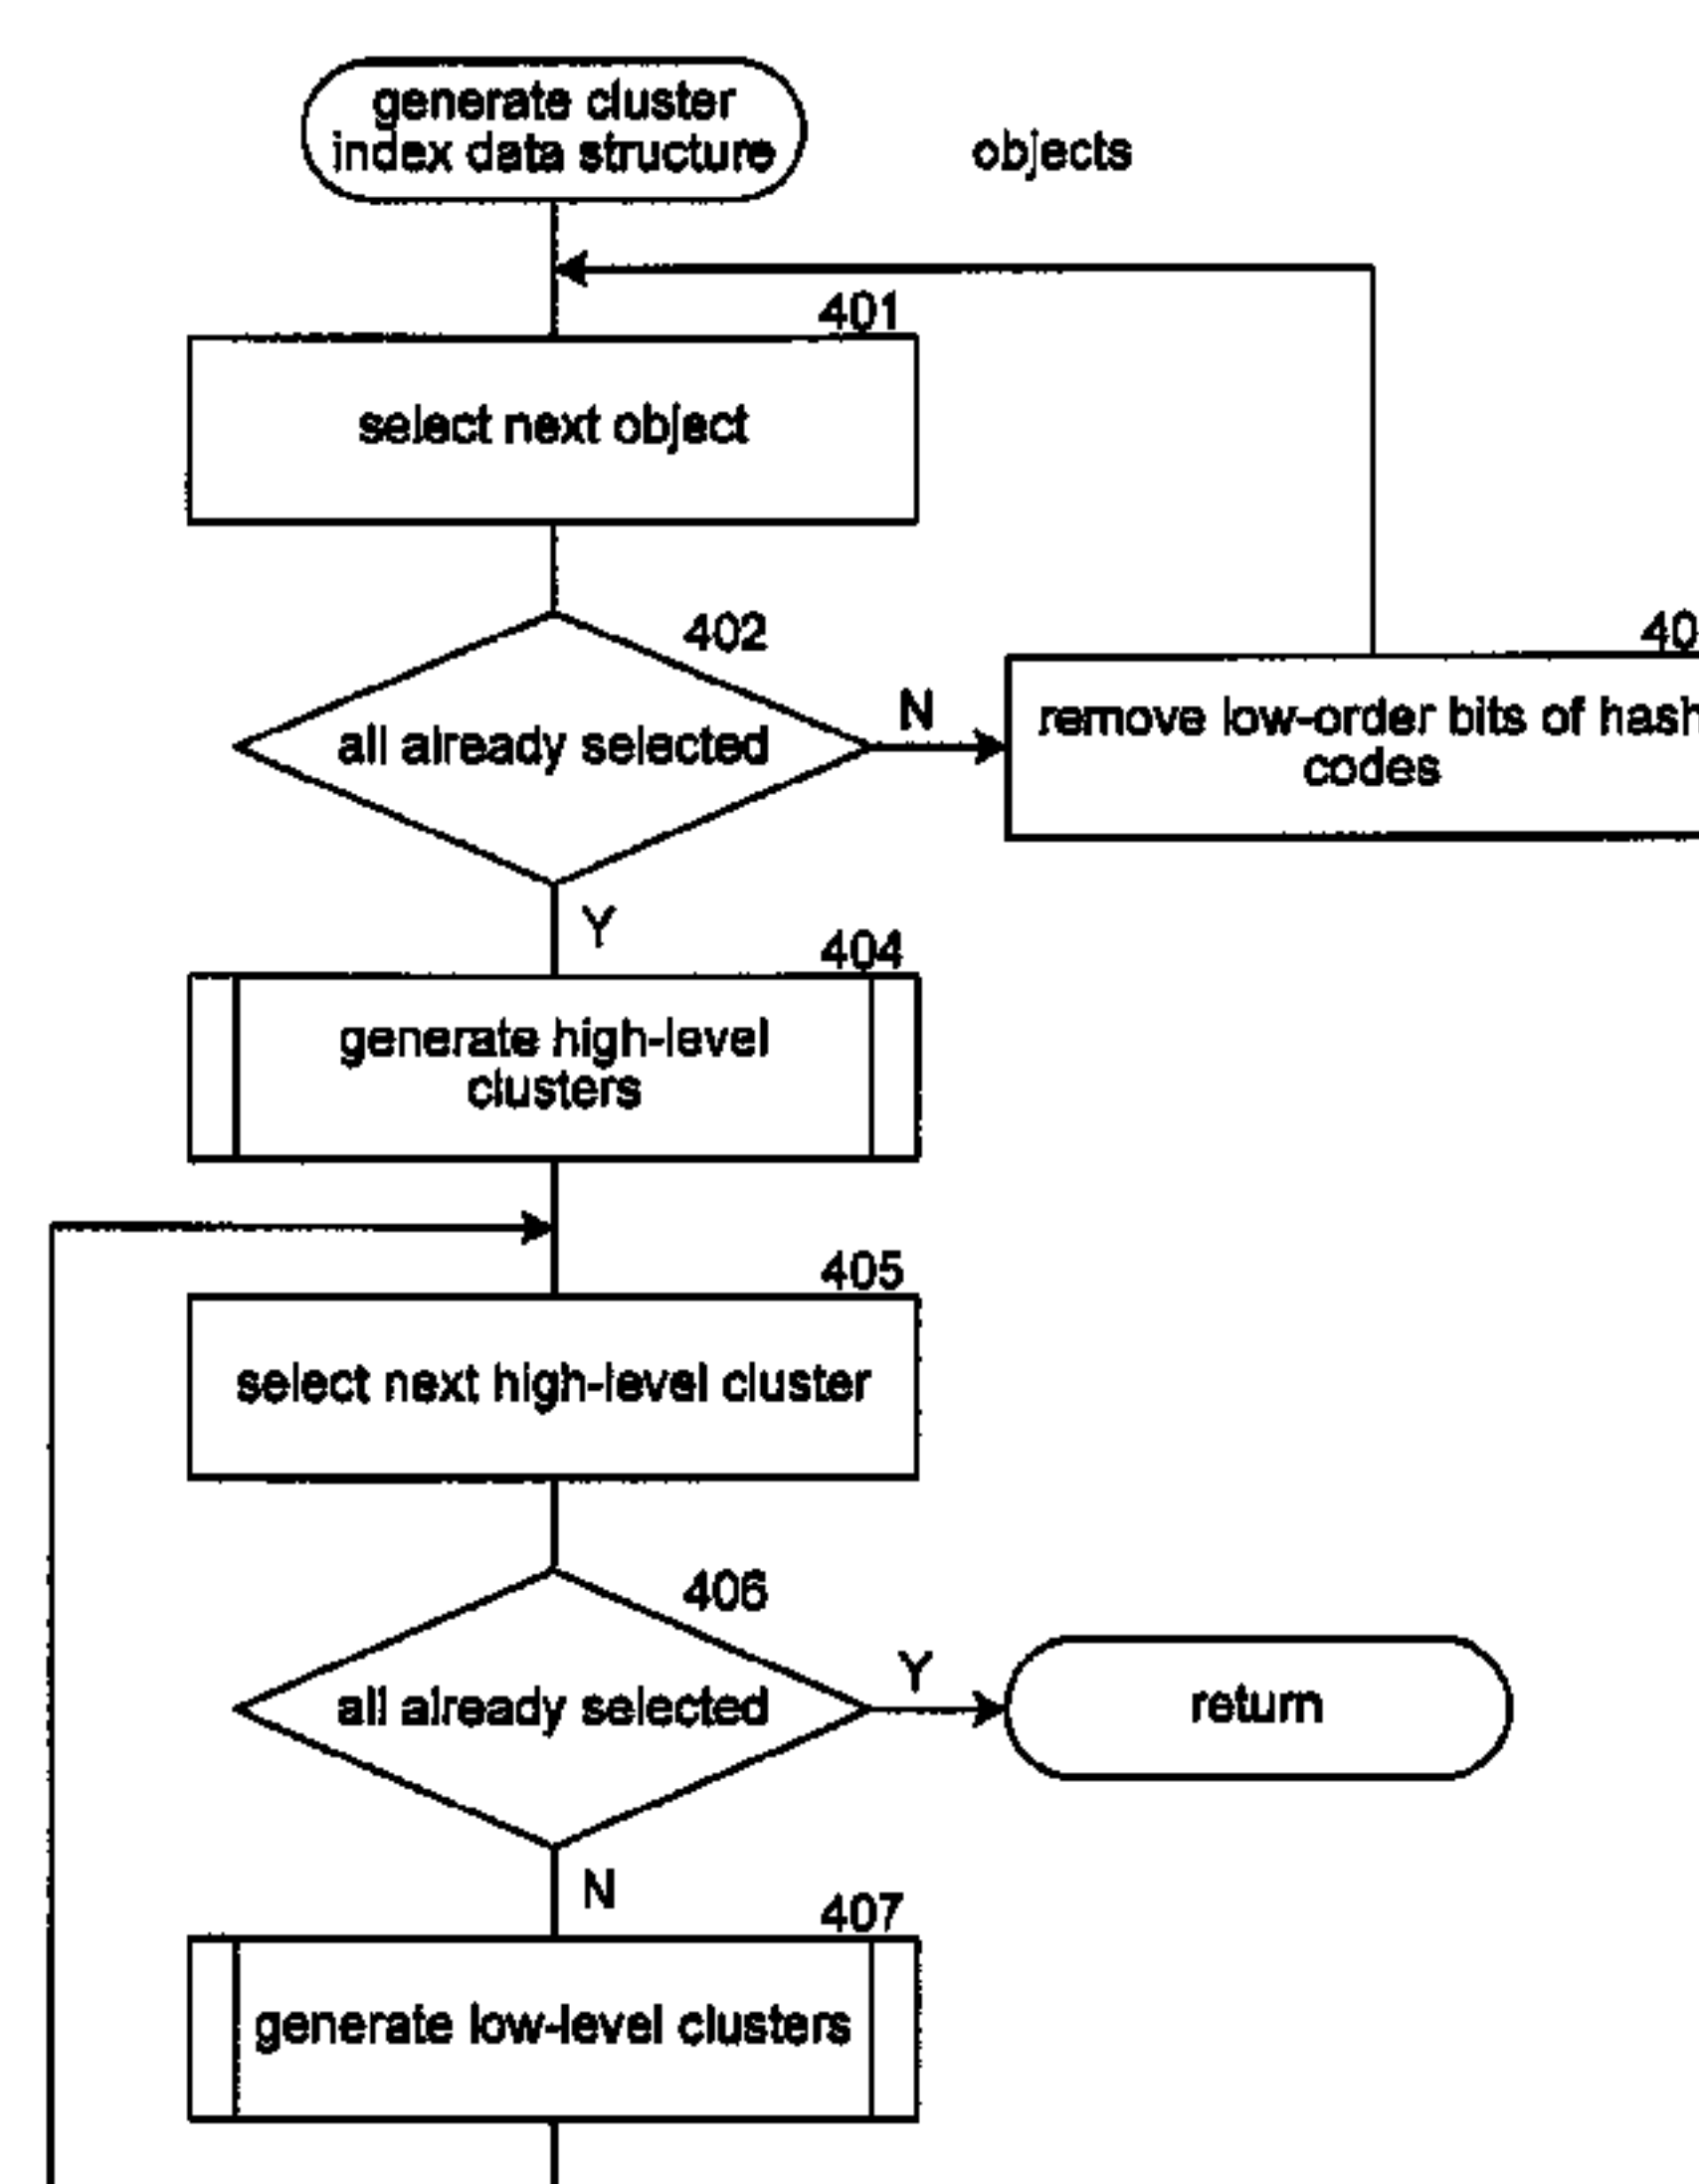 generate cluster
index data structure
objects
401
select next object
402
all already selected
N
40
remove low-order bits of hash
codes
Y
404
generate high-level
clusters
405
select next high-level cluster
406
all already selected
Y
return
N
407
generate low-level clusters